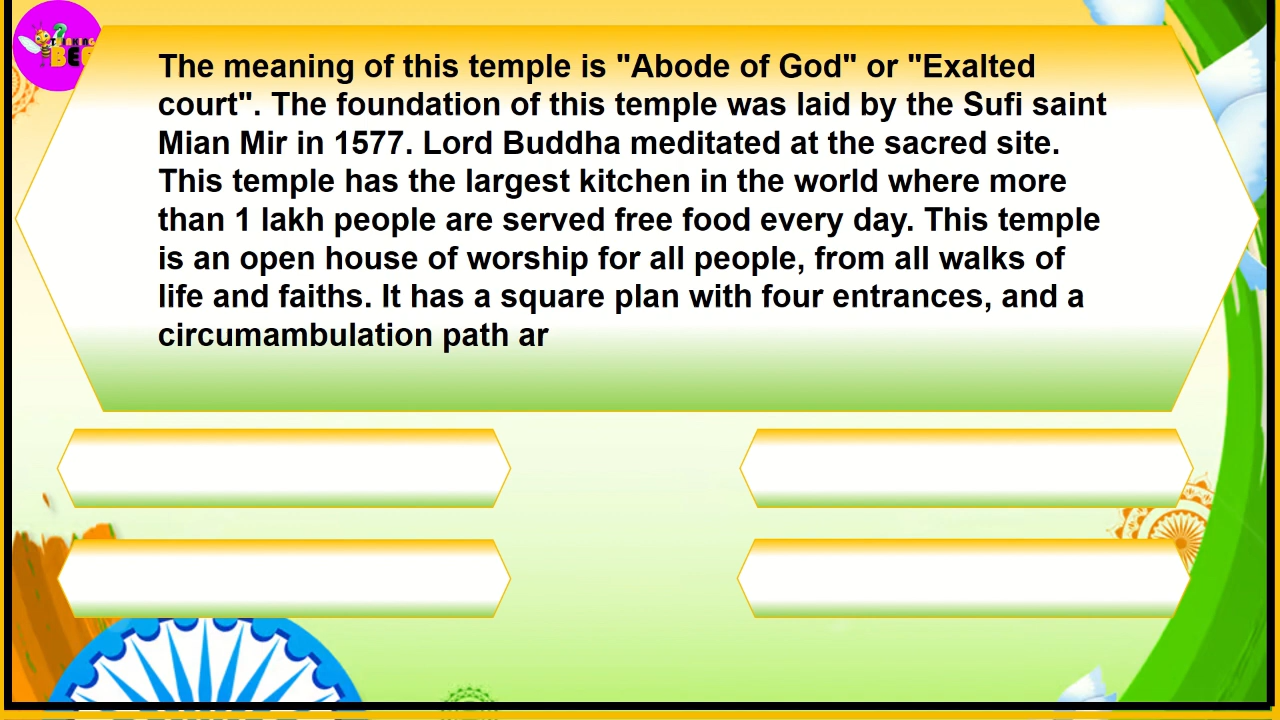 THINKING
BEE
The meaning of this temple is "Abode of God" or "Exalted
court". The foundation of this temple was laid by the Sufi saint
Mian Mir in 1577. Lord Buddha meditated at the sacred site.
This temple has the largest kitchen in the world where more
than 1 lakh people are served free food every day. This temple
is an open house of worship for all people, from all walks of
life and faiths. It has a square plan with four entrances, and a
circumambulation path ar